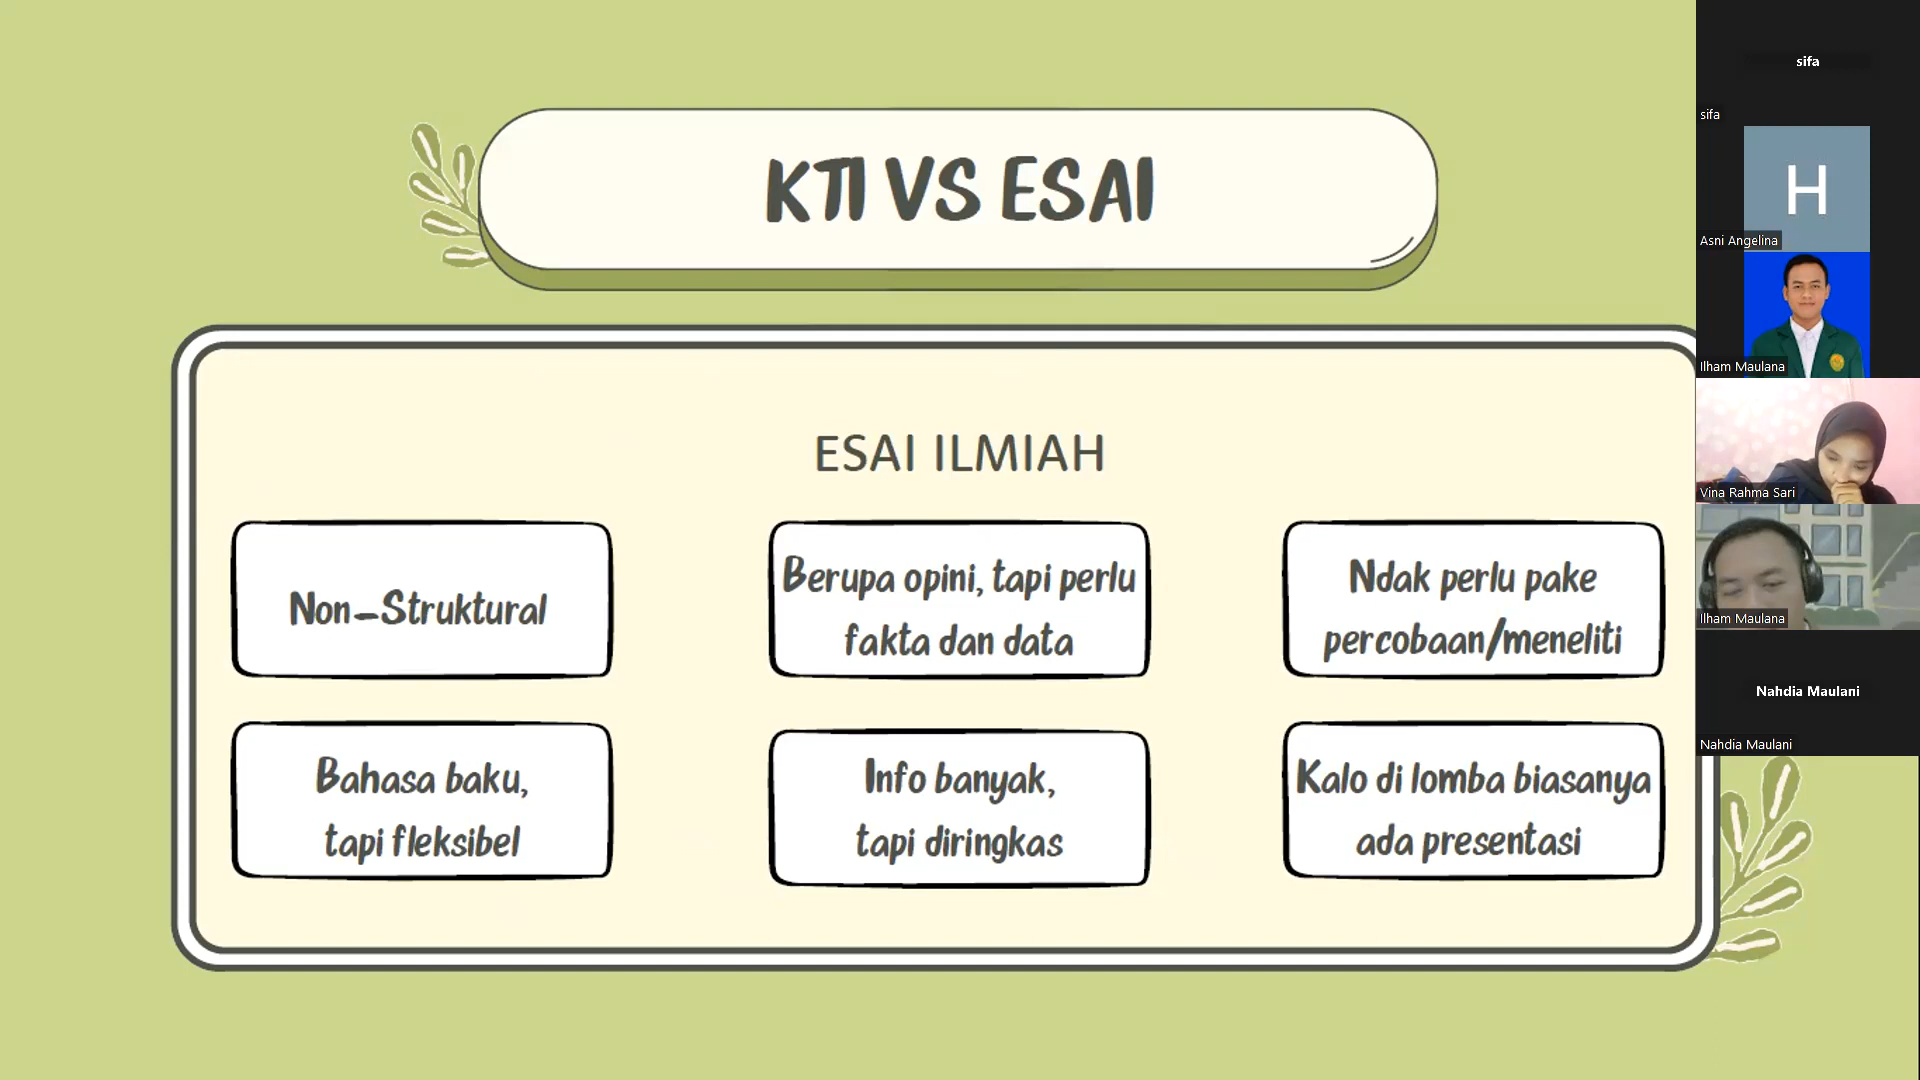 KTI VS ESAI
ESAI ILMIAH
Non-Struktural
Berupa opini, tapi perlu
fakta dan data
Ndak perlu pake
percobaan/meneliti
Bahasa baku,
tapi fleksibel
Info banyak,
tapi diringkas
Kalo di lomba biasanya
ada presentasi
sifa
sifa
H
Asni Angelina
Ilham Maulana
Vina Rahma Sari
Ilham Maulana
Nahdia Maulani
Nahdia Maulani